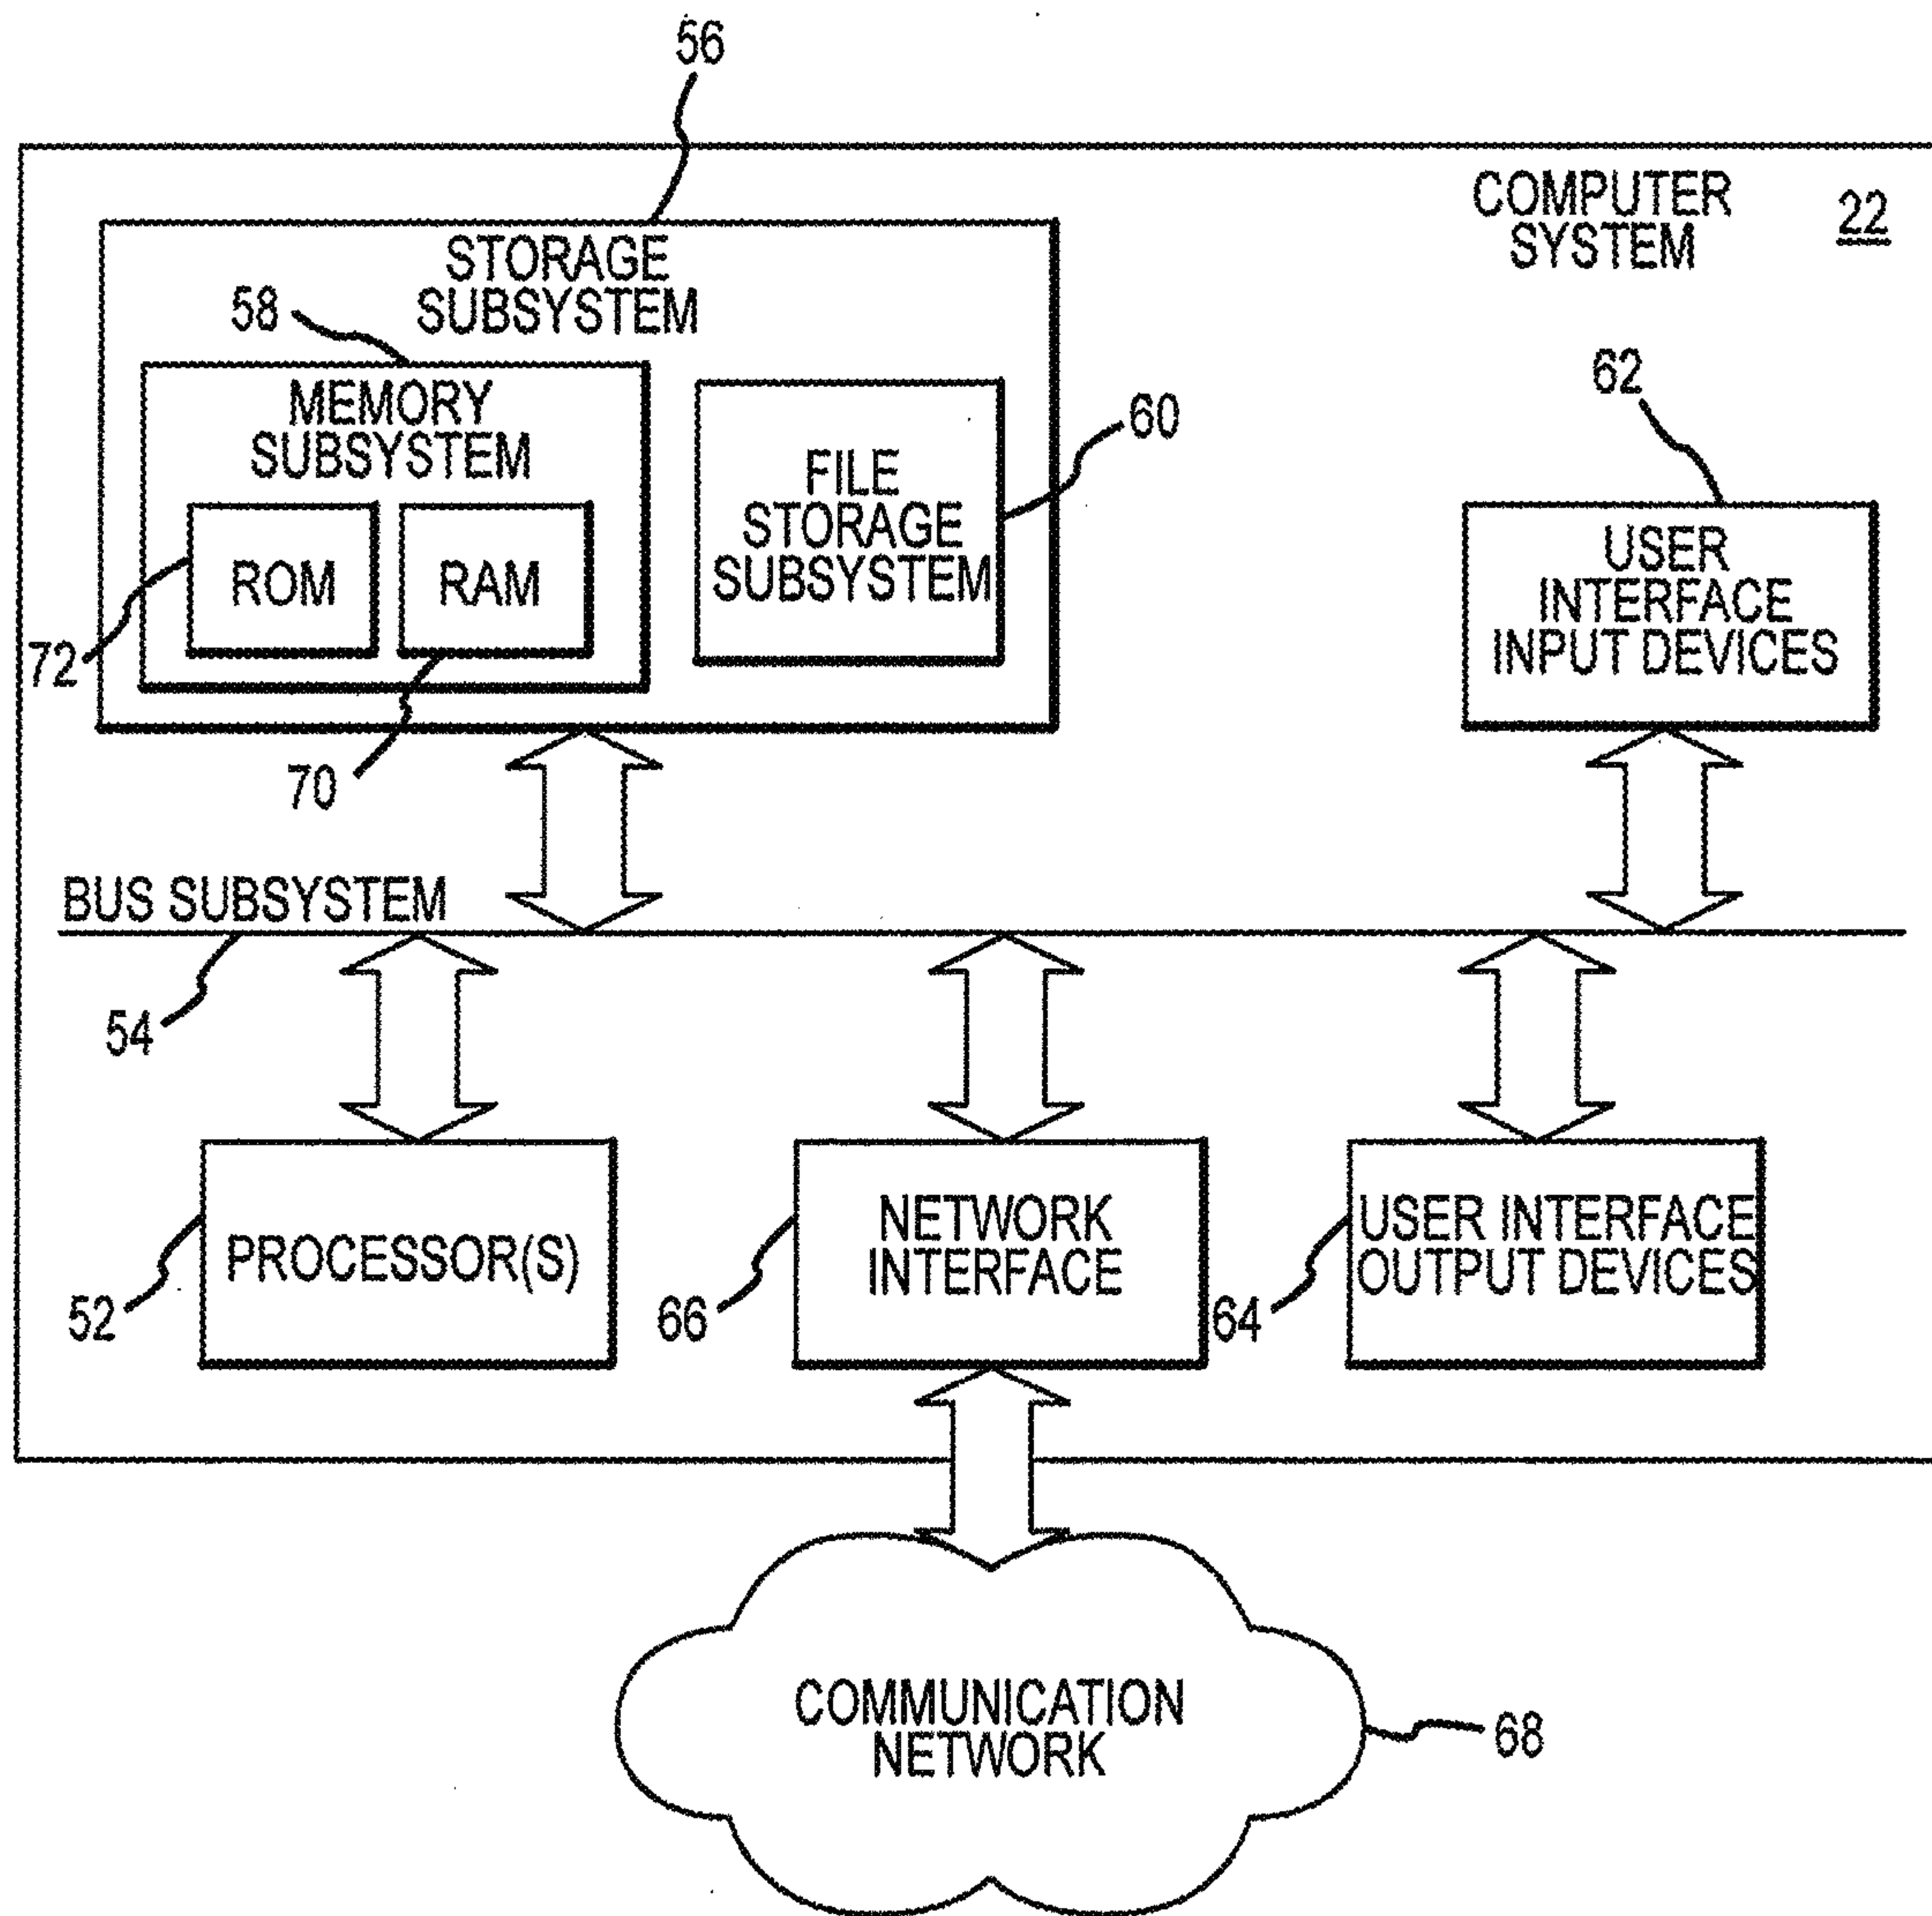 56
COMPUTER
SYSTEM
22
STORAGE
SUBSYSTEM
58
MEMORY
SUBSYSTEM
ROM
RAM
72
70
FILE
STORAGE
SUBSYSTEM
60
62
USER
INTERFACE
INPUT DEVICES
BUS SUBSYSTEM
54
PROCESSOR(S)
52
NETWORK
INTERFACE
66
USER INTERFACE
OUTPUT DEVICES
64
COMMUNICATION
NETWORK
68